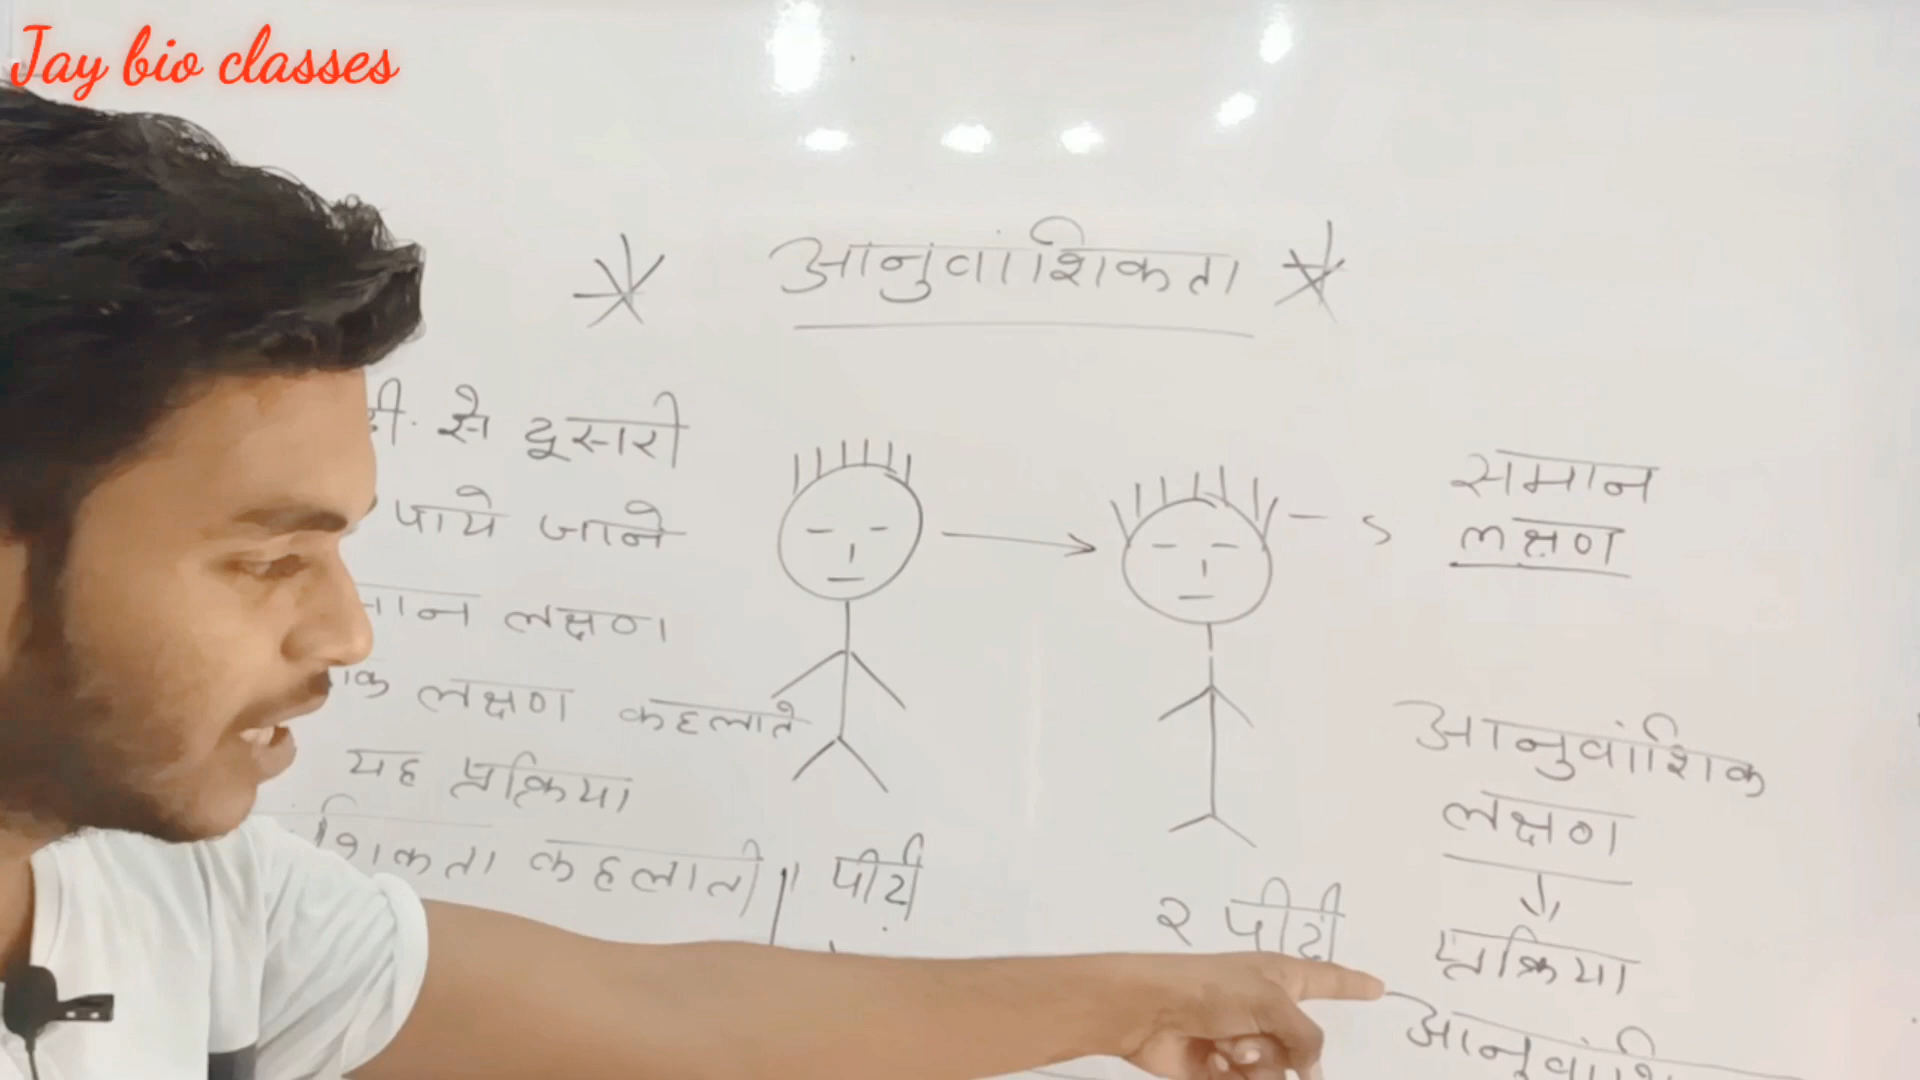 Jay bio classes
आनुवांशिकता
से दूसरी
पाये जाने
लक्षण
लक्षण कहलाते
यह प्रक्रिया
शिकता कहलाती
पीढी
२ पीढी
समान
लक्षण
आनुवांशिक
लक्षण
प्रक्रिया